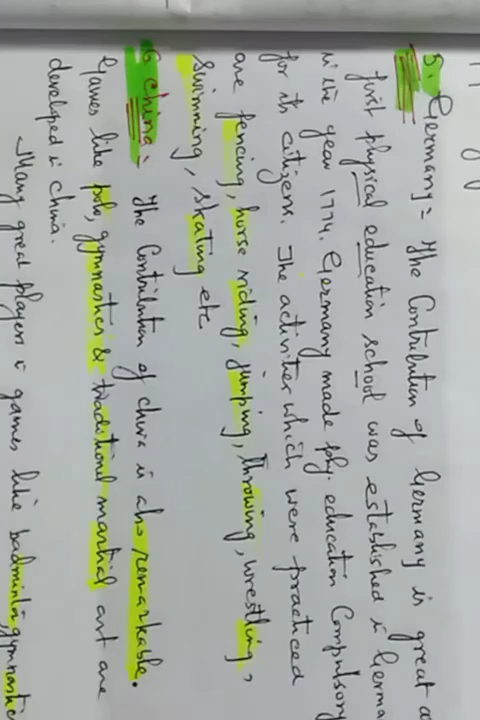 5. Germany = The Contribution of Germany is great a
first physical education school was established in Germa
in the year 1774. Germany made phy. education Compulsory
for its citizens. The activities which were practiced
are fencing, horse riding, jumping, throwing, wrestling,
swimming, skating etc
6 China = The Contribution of china is also remarkable.
Games like polo, gymnastics & traditional martial art are
developed in China.
Many great players in games like badminton gymnastic